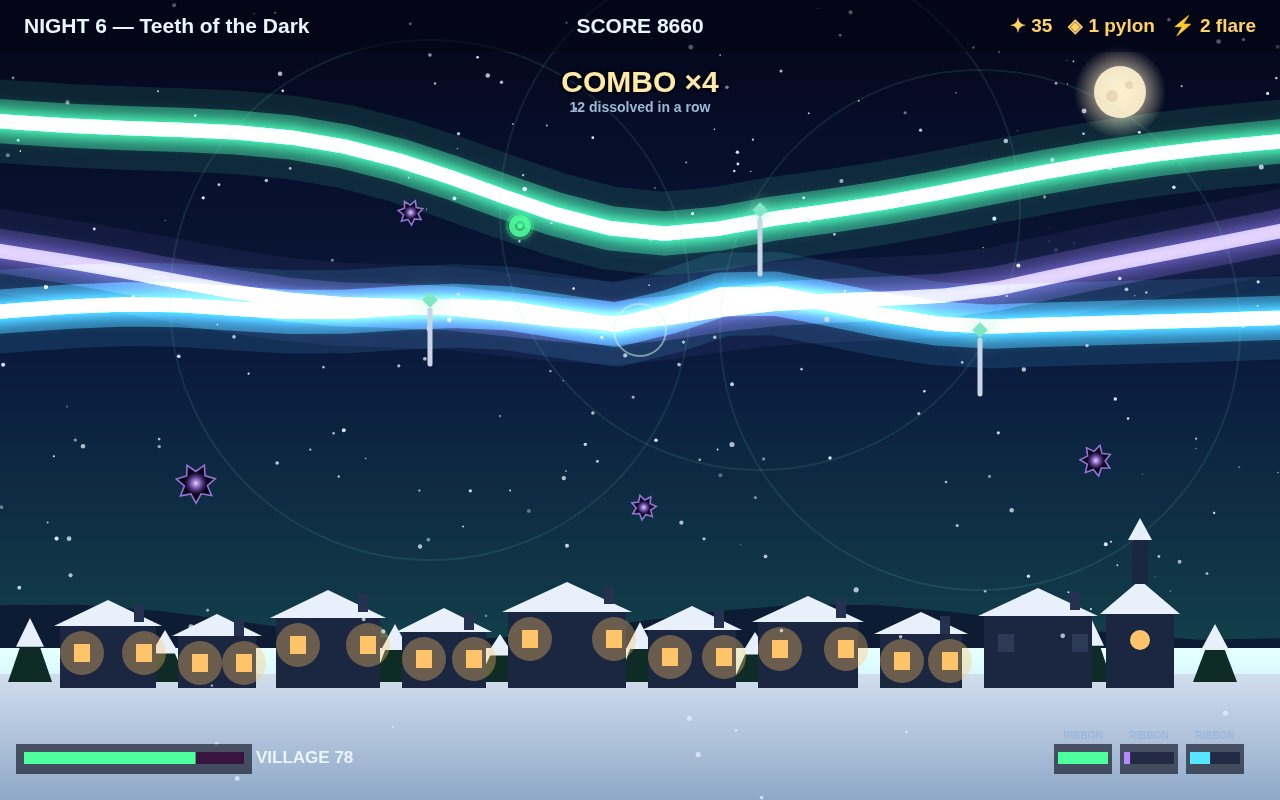 NIGHT 6 — Teeth of the Dark
SCORE 8660
✦ 35 ◈ 1 pylon ⚡ 2 flare
COMBO ×4
12 dissolved in a row
VILLAGE 78
RIBBON RIBBON RIBBON